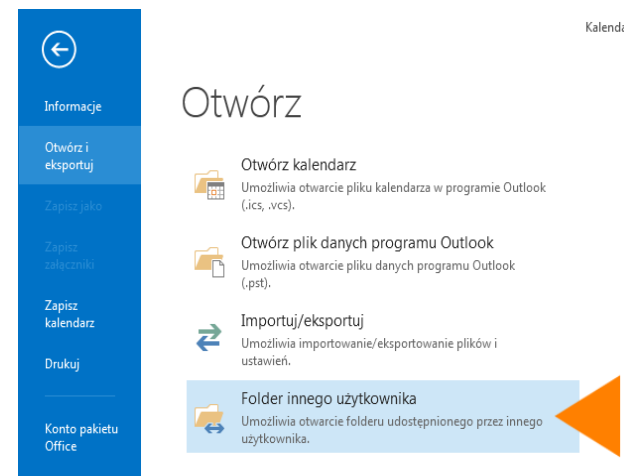 Kalenda
Informacje
Otwórz i
eksportuj
Zapisz jako
Zapisz
załączniki
Zapisz
kalendarz
Drukuj
Konto pakietu
Office
Otwórz
Otwórz kalendarz
Umożliwia otwarcie pliku kalendarza w programie Outlook
(.ics, .vcs).
Otwórz plik danych programu Outlook
Umożliwia otwarcie pliku danych programu Outlook
(.pst).
Importuj/eksportuj
Umożliwia importowanie/eksportowanie plików i
ustawień.
Folder innego użytkownika
Umożliwia otwarcie folderu udostępnionego przez innego
użytkownika.